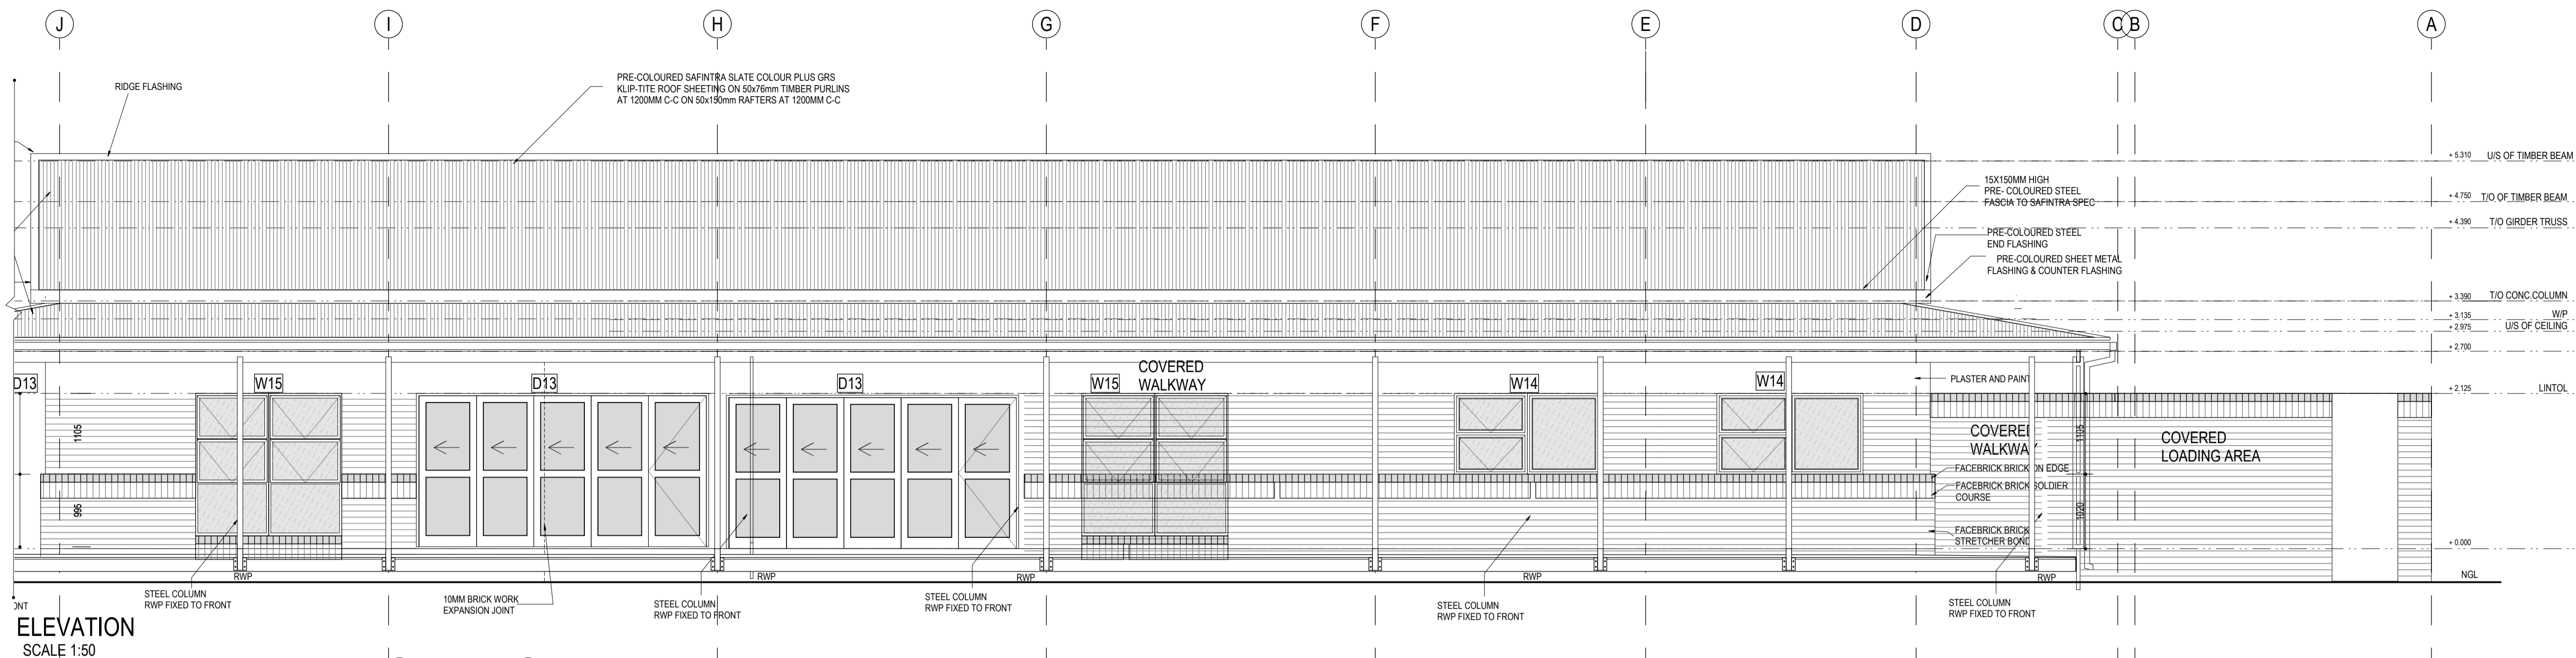 J
I
H
G
F
E
D
C
B
A
RIDGE FLASHING
PRE-COLOURED SAFINTRA SLATE COLOUR PLUS GRS
KLIP-TITE ROOF SHEETING ON 50x76mm TIMBER PURLINS
AT 1200MM C-C ON 50x150mm RAFTERS AT 1200MM C-C
+ 5.310 U/S OF TIMBER BEAM
15X150MM HIGH
PRE- COLOURED STEEL
FASCIA TO SAFINTRA SPEC
+ 4.750 T/O OF TIMBER BEAM
+ 4.390 T/O GIRDER TRUSS
PRE-COLOURED STEEL
END FLASHING
PRE-COLOURED SHEET METAL
FLASHING & COUNTER FLASHING
+ 3.390 T/O CONC.COLUMN
+ 3.135 W/P
+ 2.975 U/S OF CEILING
+ 2.700
D13
W15
D13
D13
W15
COVERED
WALKWAY
W14
W14
PLASTER AND PAINT
+ 2.125 LINTOL
1105
995
COVERED
WALKWA
1105
COVERED
LOADING AREA
FACEBRICK BRICK ON EDGE
FACEBRICK BRICK SOLDIER
COURSE
1020
FACEBRICK BRICK
STRETCHER BOND
+ 0.000
RWP
RWP
RWP
RWP
RWP
NGL
STEEL COLUMN
RWP FIXED TO FRONT
10MM BRICK WORK
EXPANSION JOINT
STEEL COLUMN
RWP FIXED TO FRONT
STEEL COLUMN
RWP FIXED TO FRONT
STEEL COLUMN
RWP FIXED TO FRONT
STEEL COLUMN
RWP FIXED TO FRONT
ONT
ELEVATION
SCALE 1:50